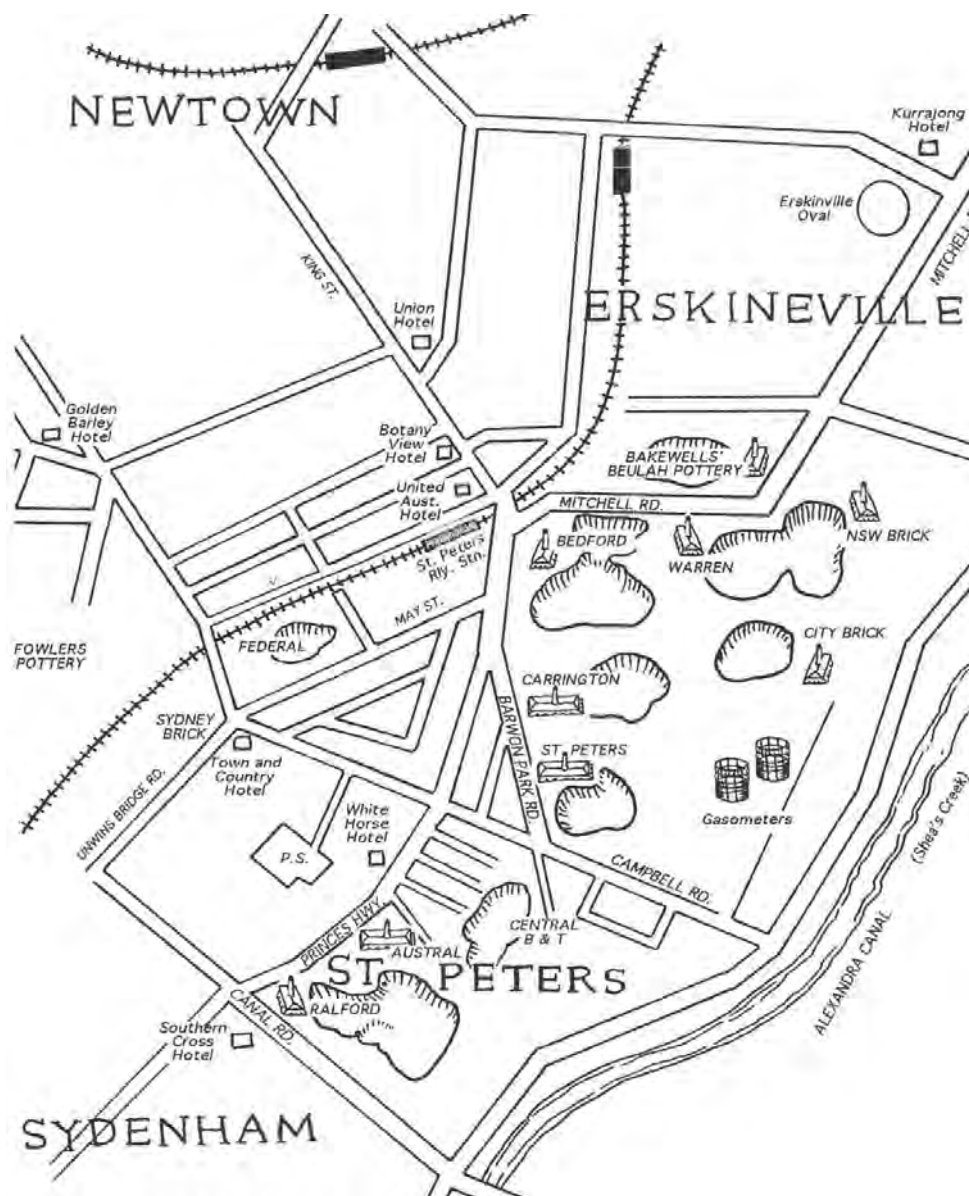 NEWTOWN
Kurrajong
Hotel
Erskinville
Oval
MITCHELL
KING ST.
Union
Hotel
ERSKINEVILLE
Golden
Barley
Hotel
Botany
View
Hotel
BAKEWELLS'
BEULAH POTTERY
United
Aust.
Hotel
MITCHELL RD.
NSW BRICK
St.
Peters
Rly. Stn.
BEDFORD
WARREN
MAY ST.
FEDERAL
FOWLERS
POTTERY
CITY BRICK
CARRINGTON
BARWON PARK RD.
SYDNEY
BRICK
Town and
Country
Hotel
ST. PETERS
UNWINS BRIDGE RD.
White
Horse
Hotel
Gasometers
(Shea's Creek)
P.S.
CAMPBELL RD.
PRINCES HWY.
CENTRAL
B & T
AUSTRAL
ALEXANDRA CANAL
ST. PETERS
RALFORD
CANAL RD.
Southern
Cross
Hotel
SYDENHAM